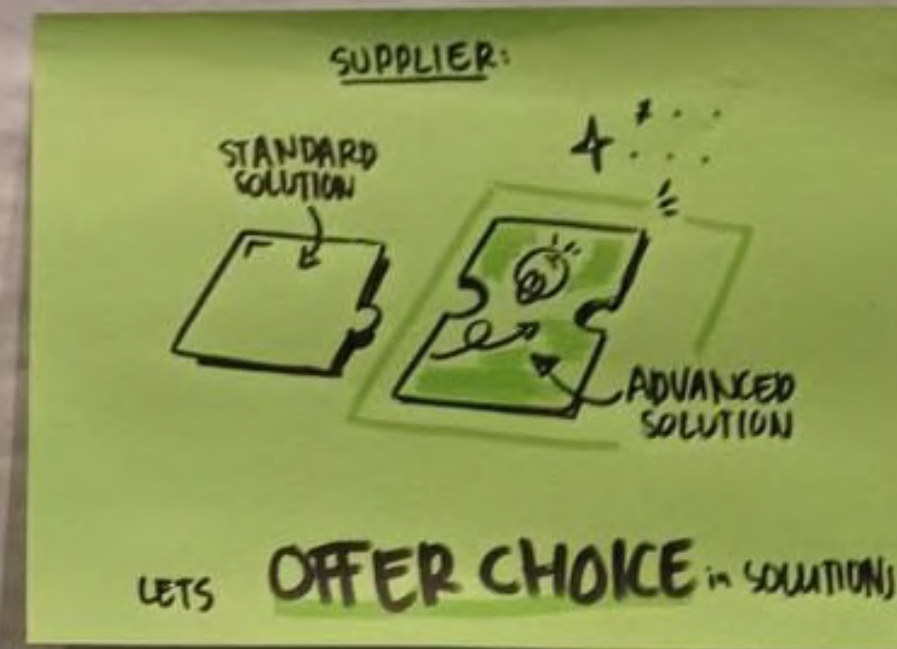 SUPPLIER:
STANDARD
SOLUTION
ADVANCED
SOLUTION
LETS OFFER CHOICE in SOLUTIONS